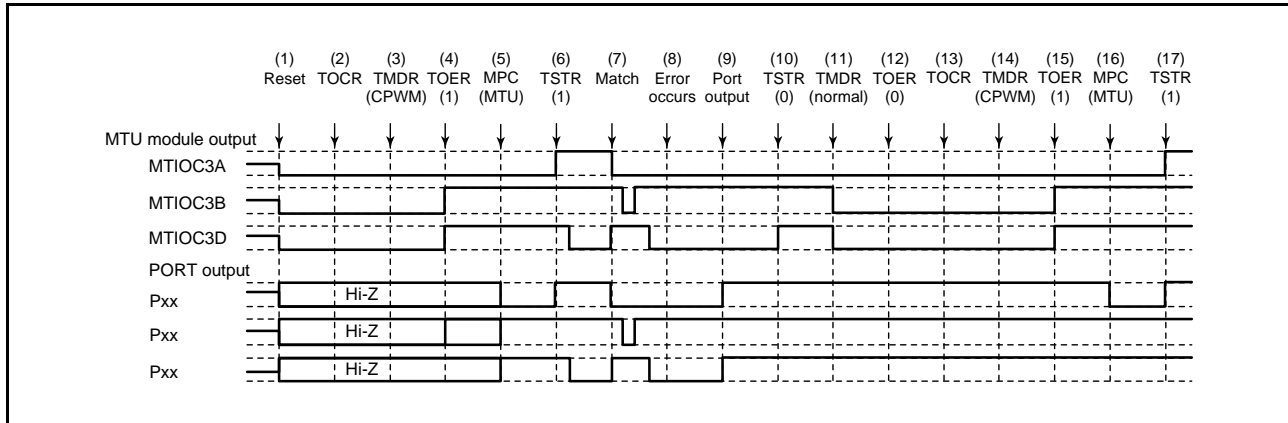 (1) (2) (3) (4) (5) (6) (7) (8) (9) (10) (11) (12) (13) (14) (15) (16) (17)
Reset TOCR TMDR TOER MPC TSTR Match Error Port TSTR TMDR TOER TOCR TMDR TOER MPC TSTR
(CPWM) (1) (MTU) (1) occurs output (0) (normal) (0) (CPWM) (1) (MTU) (1)
MTU module output
MTIOC3A
MTIOC3B
MTIOC3D
PORT output
Pxx Hi-Z
Pxx Hi-Z
Pxx Hi-Z